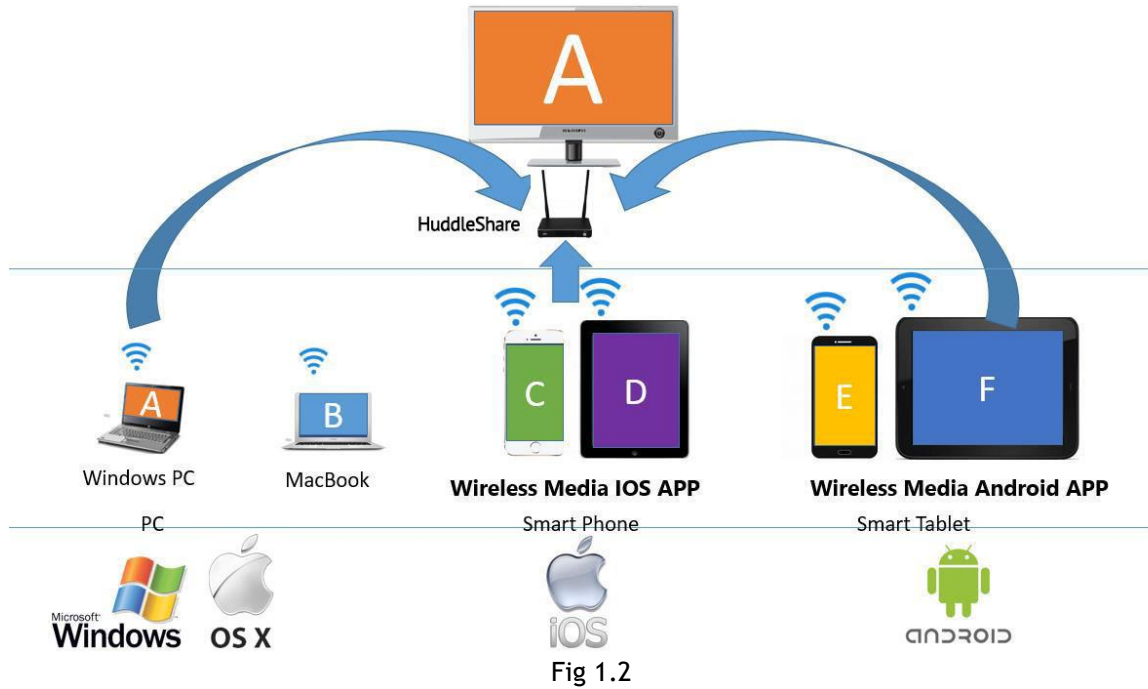 A
HuddleShare
A
B
C
D
E
F
Windows PC
MacBook
Wireless Media IOS APP
Wireless Media Android APP
PC
Smart Phone
Smart Tablet
Microsoft
Windows
OS X
iOS
ANDROID
Fig 1.2